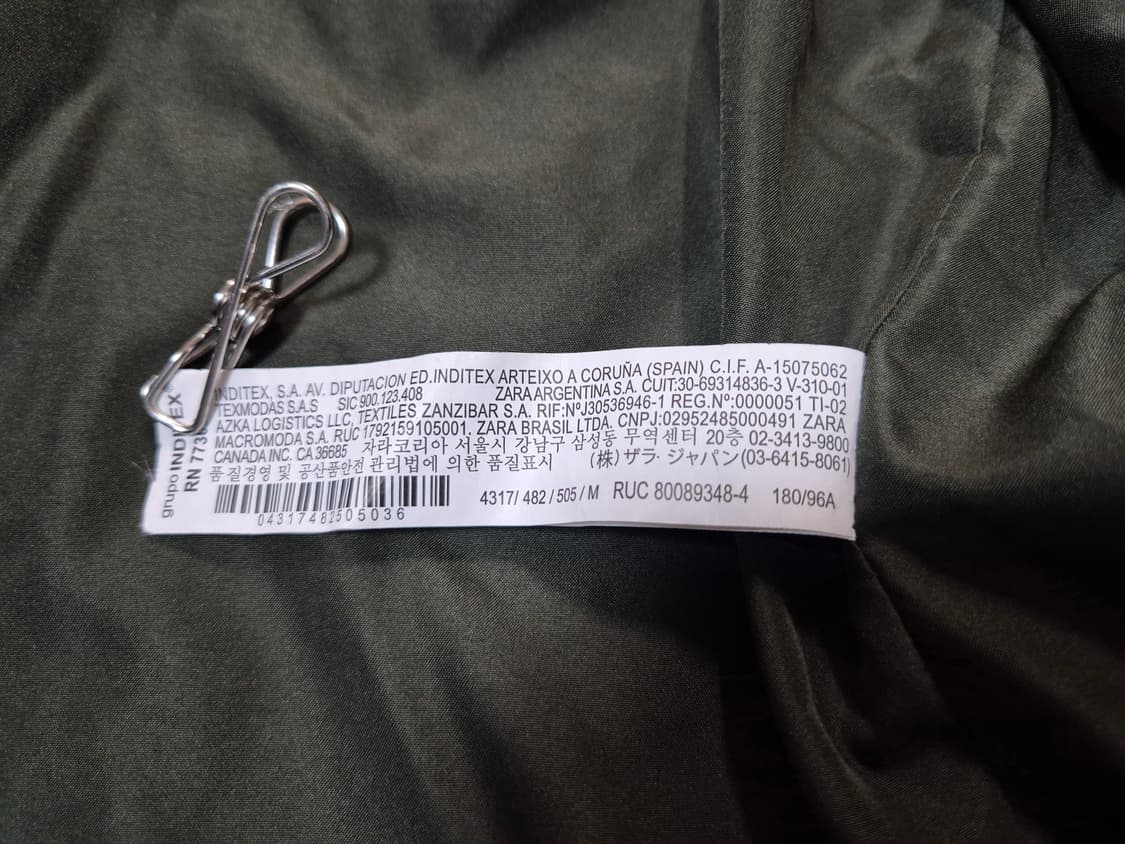 grupo INDITEX
RN 773
INDITEX, S.A. AV. DIPUTACION ED.INDITEX ARTEIXO A CORUÑA (SPAIN) C.I.F. A-15075062
TEXMODAS S.A.S SIC 900.123.408 ZARA ARGENTINA S.A. CUIT:30-69314836-3 V-310-01
AZKA LOGISTICS LLC, TEXTILES ZANZIBAR S.A. RIF:NºJ30536946-1 REG.Nº:0000051 TI-02
MACROMODA S.A. RUC 1792159105001. ZARA BRASIL LTDA. CNPJ:02952485000491 ZARA
CANADA INC. CA 36685 자라코리아 서울시 강남구 삼성동 무역센터 20층 02-3413-9800
품질경영 및 공산품안전 관리법에 의한 품질표시 (株) ザラ・ジャパン(03-6415-8061)
4317/ 482 / 505 / M RUC 80089348-4 180/96A
04317482505036